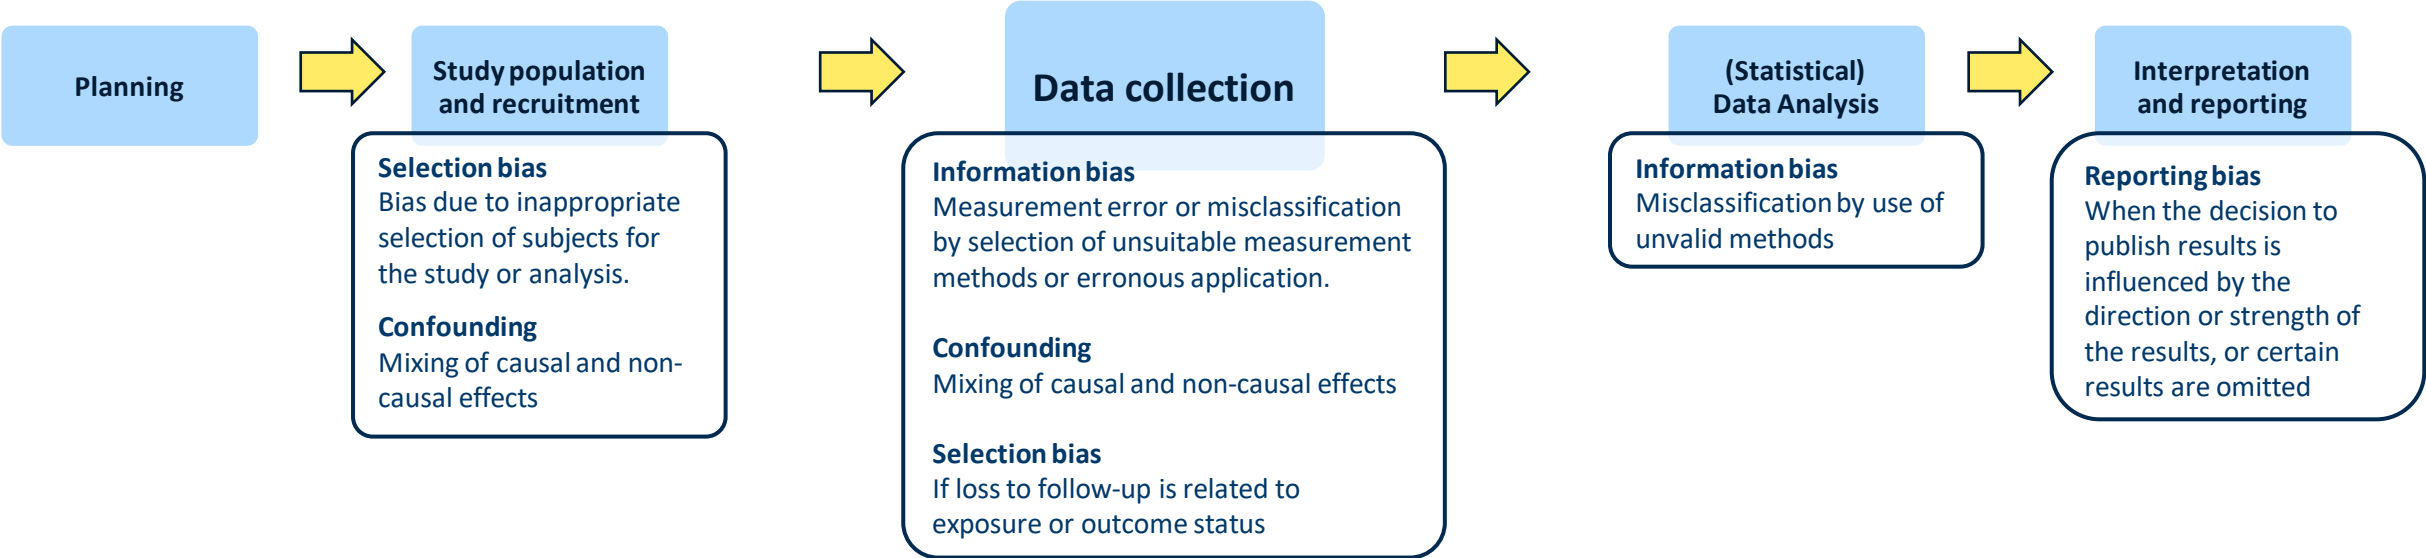 Planning
Study population
and recruitment
Selection bias
Bias due to inappropriate
selection of subjects for
the study or analysis.
Confounding
Mixing of causal and non-
causal effects
Data collection
Information bias
Measurement error or misclassification
by selection of unsuitable measurement
methods or erronous application.
Confounding
Mixing of causal and non-causal effects
Selection bias
If loss to follow-up is related to
exposure or outcome status
(Statistical)
Data Analysis
Information bias
Misclassification by use of
unvalid methods
Interpretation
and reporting
Reporting bias
When the decision to
publish results is
influenced by the
direction or strength of
the results, or certain
results are omitted